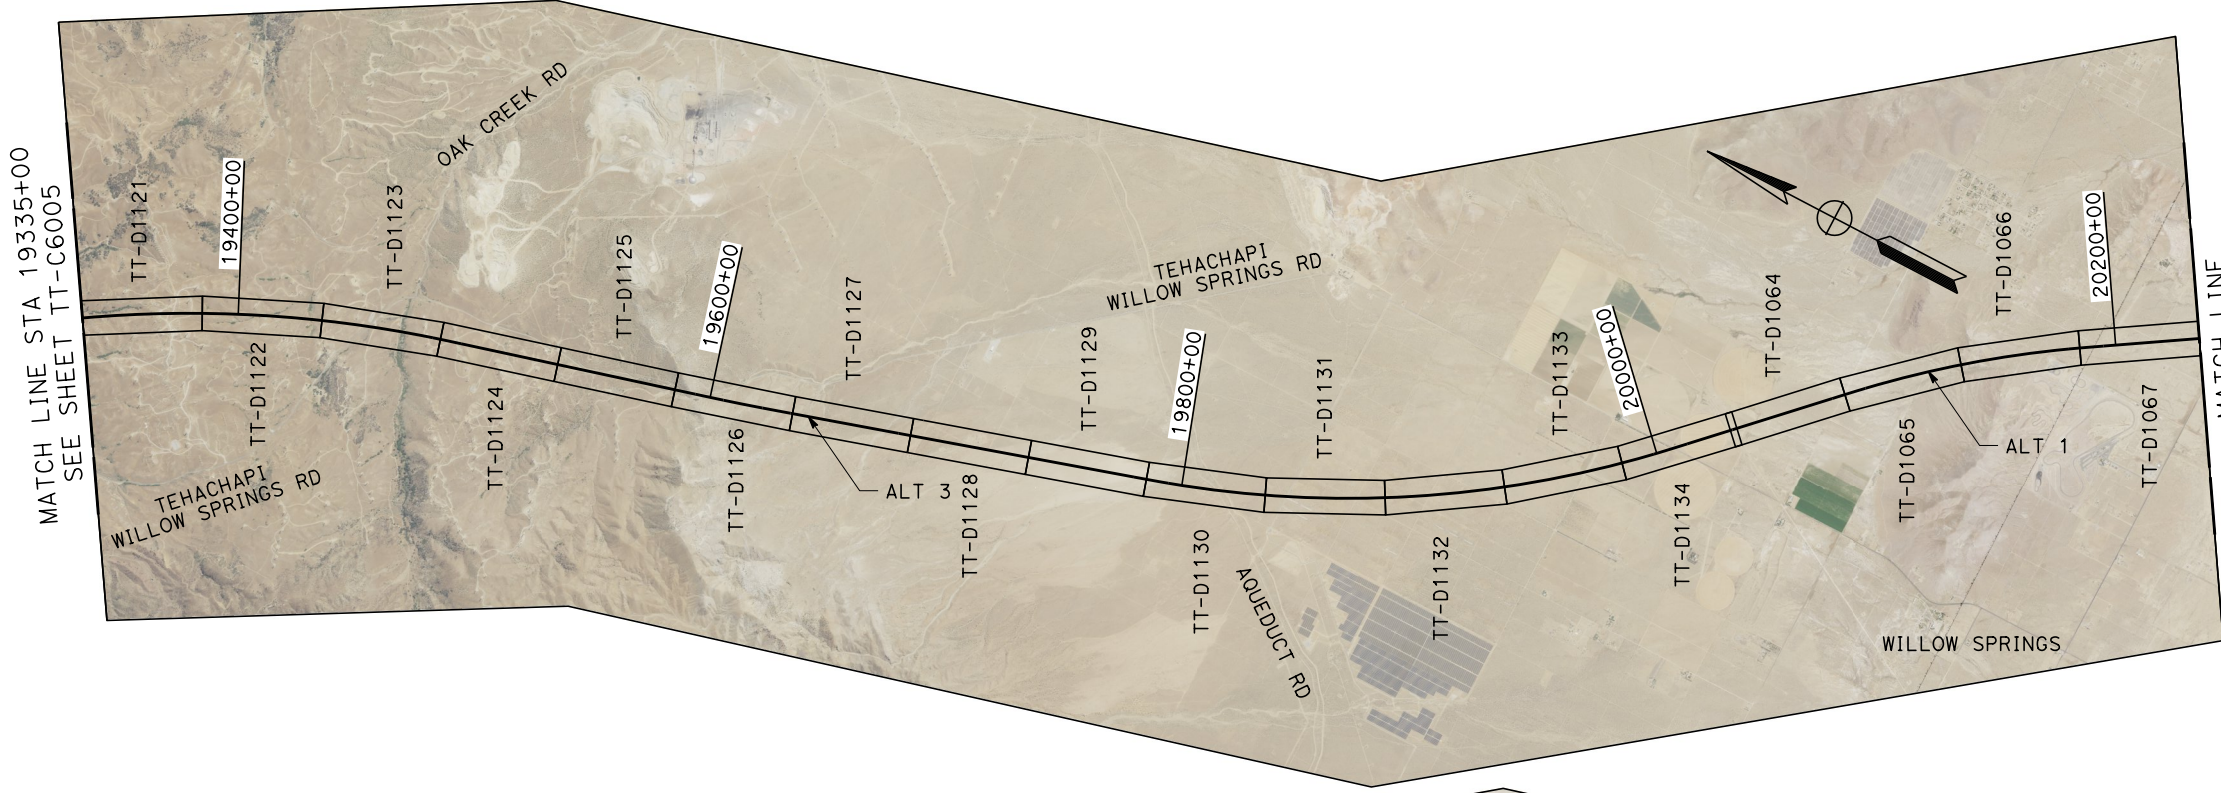 MATCH LINE STA 19335+00
SEE SHEET TT-C6005
TT-D1121
19400+00
TT-D1122
TT-D1123
OAK CREEK RD
TEHACHAPI
WILLOW SPRINGS RD
TT-D1124
TT-D1125
19600+00
TT-D1126
TT-D1127
ALT 3
TT-D1128
TEHACHAPI
WILLOW SPRINGS RD
TT-D1129
19800+00
TT-D1130
AQUEDUCT RD
TT-D1131
TT-D1132
TT-D1133
20000+00
TT-D1134
TT-D1064
TT-D1065
ALT 1
TT-D1066
20200+00
TT-D1067
WILLOW SPRINGS
MATCH LINE